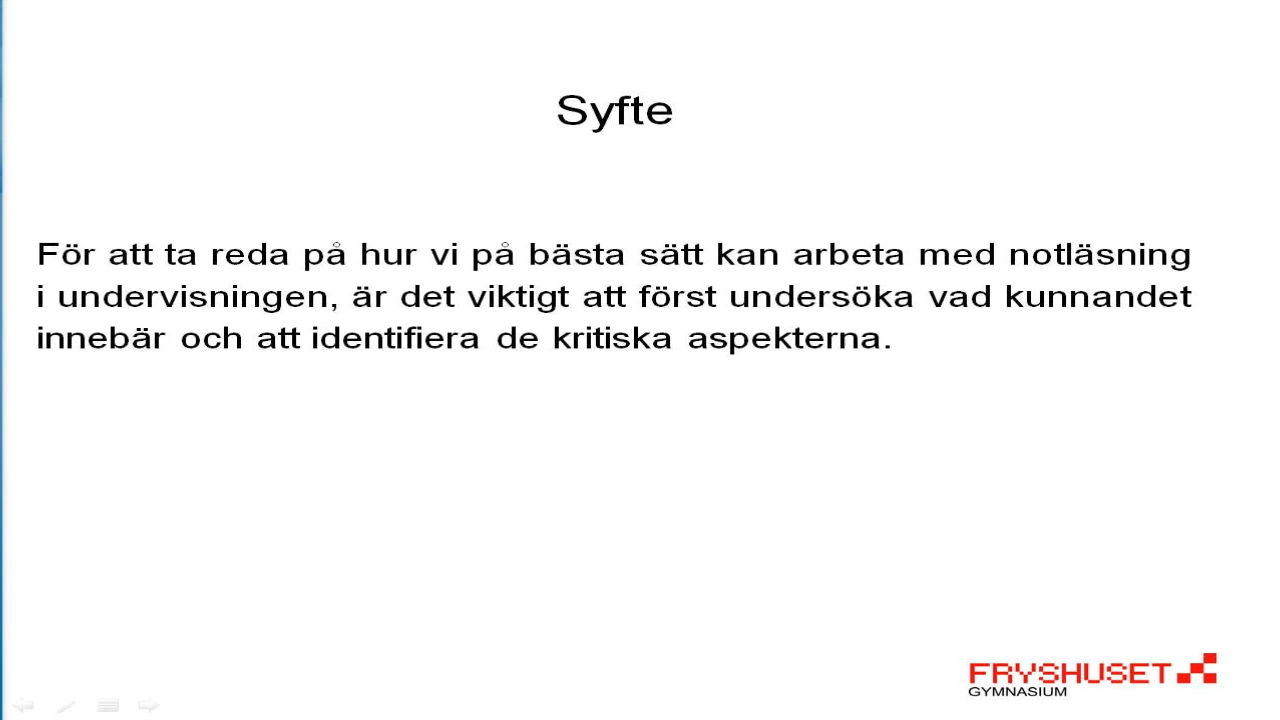 Syfte
För att ta reda på hur vi på bästa sätt kan arbeta med notläsning
i undervisningen, är det viktigt att först undersöka vad kunnandet
innebär och att identifiera de kritiska aspekterna.
FRYSHUSET
GYMNASIUM